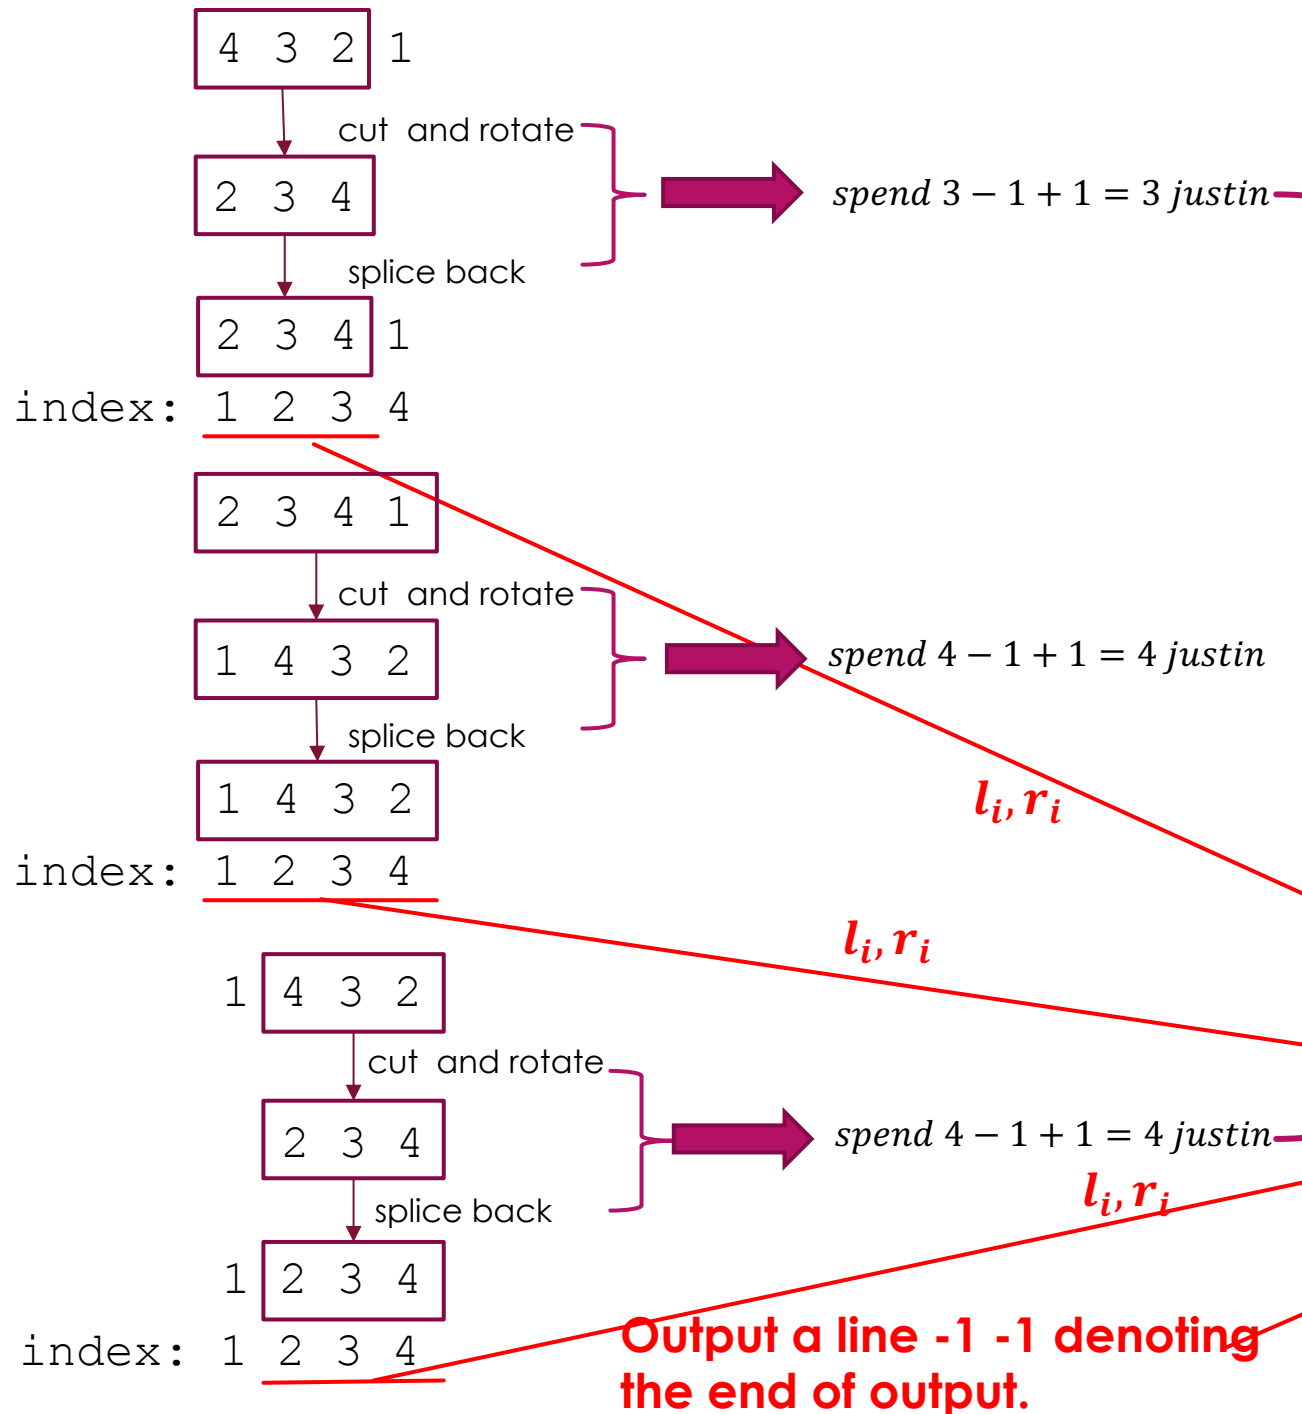 4 3 2 1
cut and rotate
2 3 4
spend 3 − 1 + 1 = 3 justin
splice back
2 3 4 1
index: 1 2 3 4
2 3 4 1
cut and rotate
1 4 3 2
spend 4 − 1 + 1 = 4 justin
splice back
1 4 3 2
l_i, r_i
index: 1 2 3 4
l_i, r_i
1 4 3 2
cut and rotate
2 3 4
spend 4 − 1 + 1 = 4 justin
l_i, r_i
splice back
1 2 3 4
index: 1 2 3 4
Output a line -1 -1 denoting
the end of output.